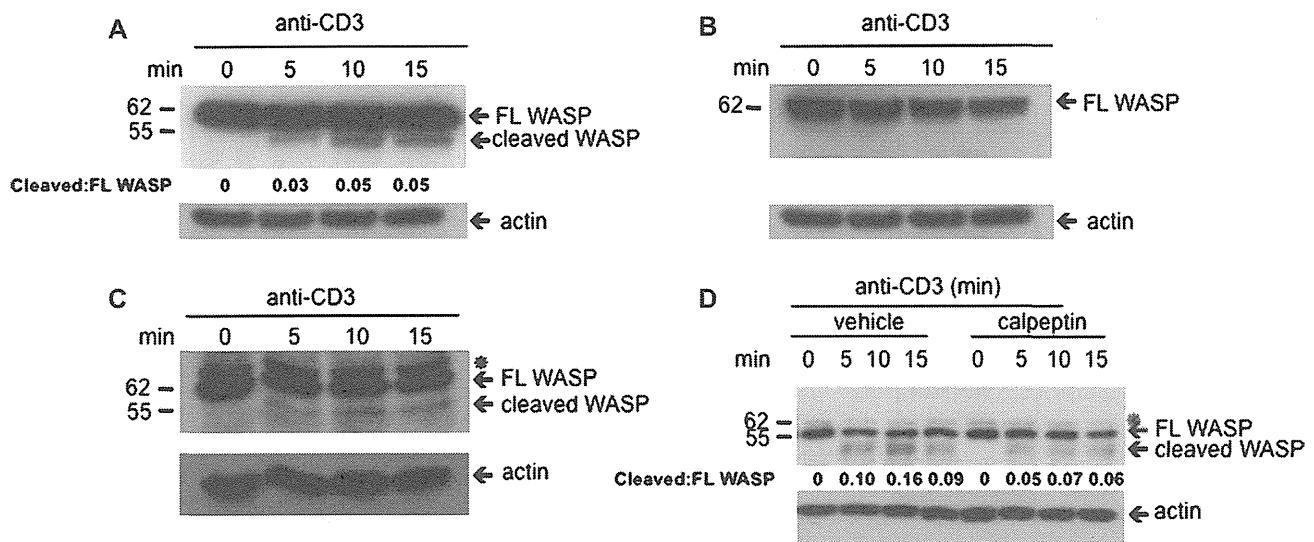 A
anti-CD3
min 0 5 10 15
62
55
FL WASP
cleaved WASP
Cleaved:FL WASP 0 0.03 0.05 0.05
actin
B
anti-CD3
min 0 5 10 15
62
FL WASP
actin
C
anti-CD3
min 0 5 10 15
*
62
55
FL WASP
cleaved WASP
actin
D
anti-CD3 (min)
vehicle calpeptin
min 0 5 10 15 0 5 10 15
*
62
55
FL WASP
cleaved WASP
Cleaved:FL WASP 0 0.10 0.16 0.09 0 0.05 0.07 0.06
actin